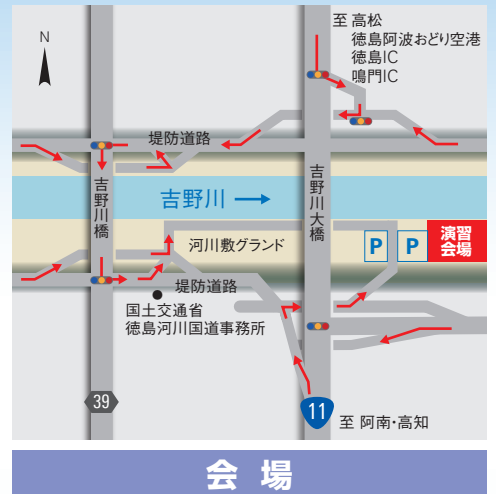 至 高松
徳島阿波おどり空港
徳島IC
鳴門IC
N
堤防道路
吉野川橋
吉野川
吉野川大橋
河川敷グランド
P
P
演習
会場
堤防道路
国土交通省
徳島河川国道事務所
39
11
至 阿南・高知
会場